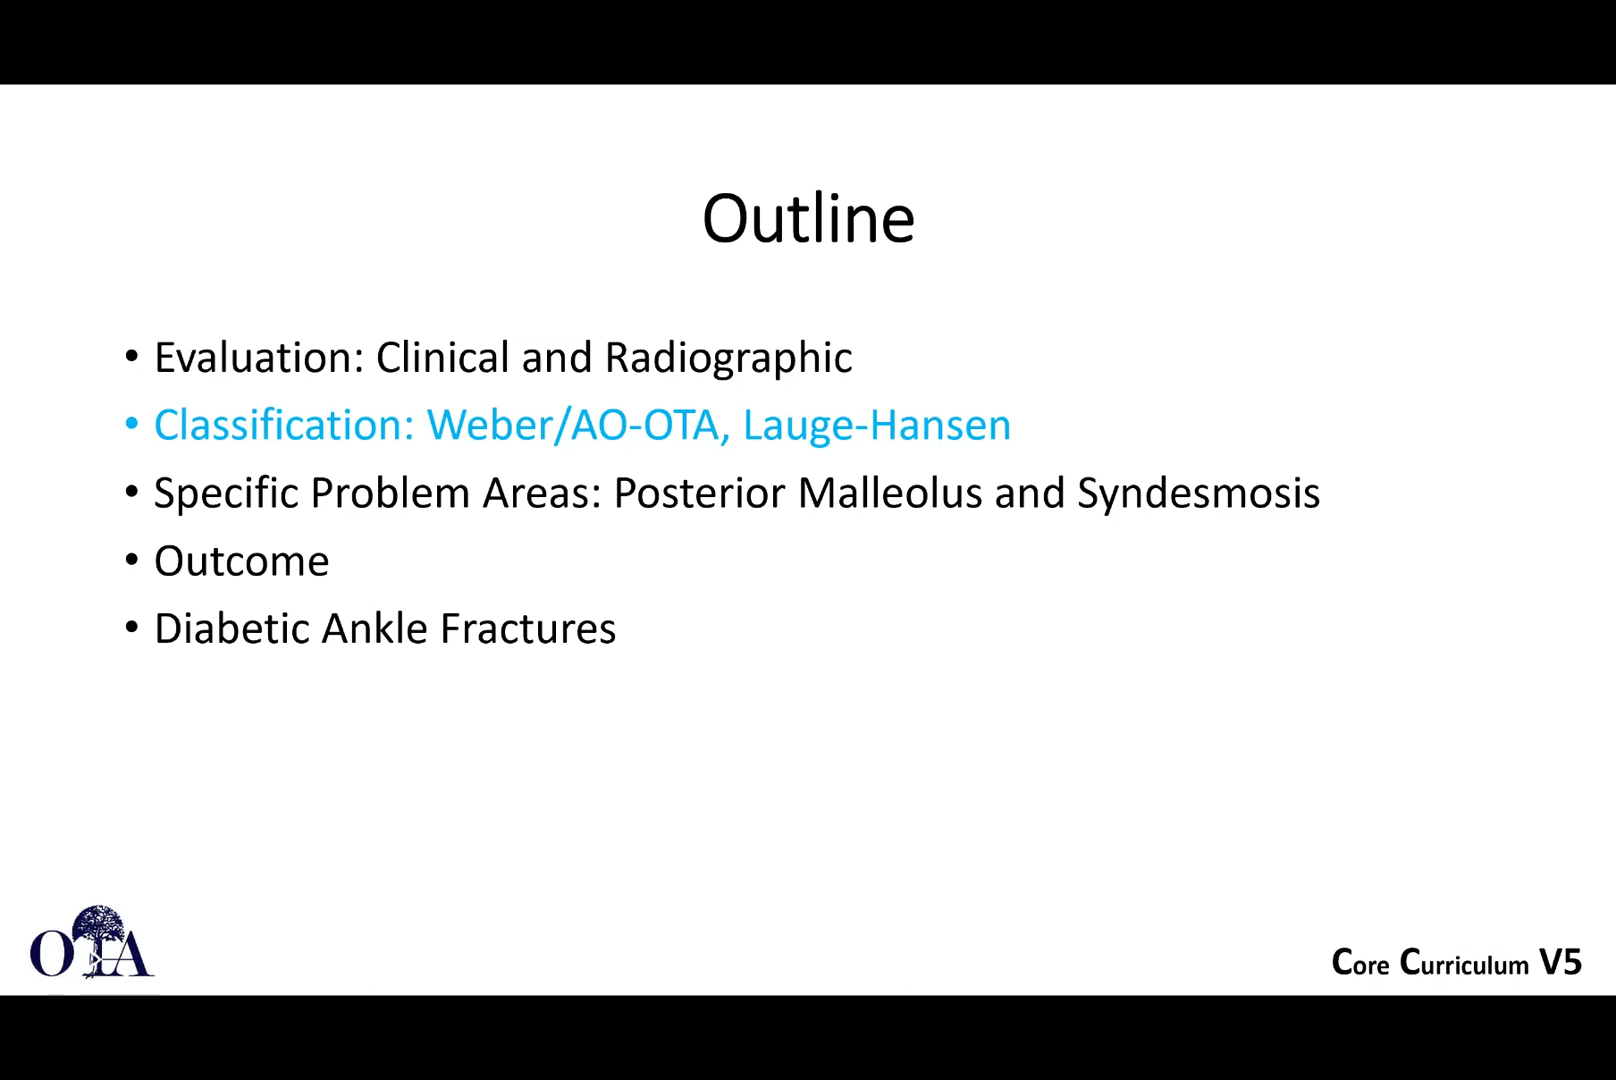 Outline
• Evaluation: Clinical and Radiographic
• Classification: Weber/AO-OTA, Lauge-Hansen
• Specific Problem Areas: Posterior Malleolus and Syndesmosis
• Outcome
• Diabetic Ankle Fractures
OTA
Core Curriculum V5